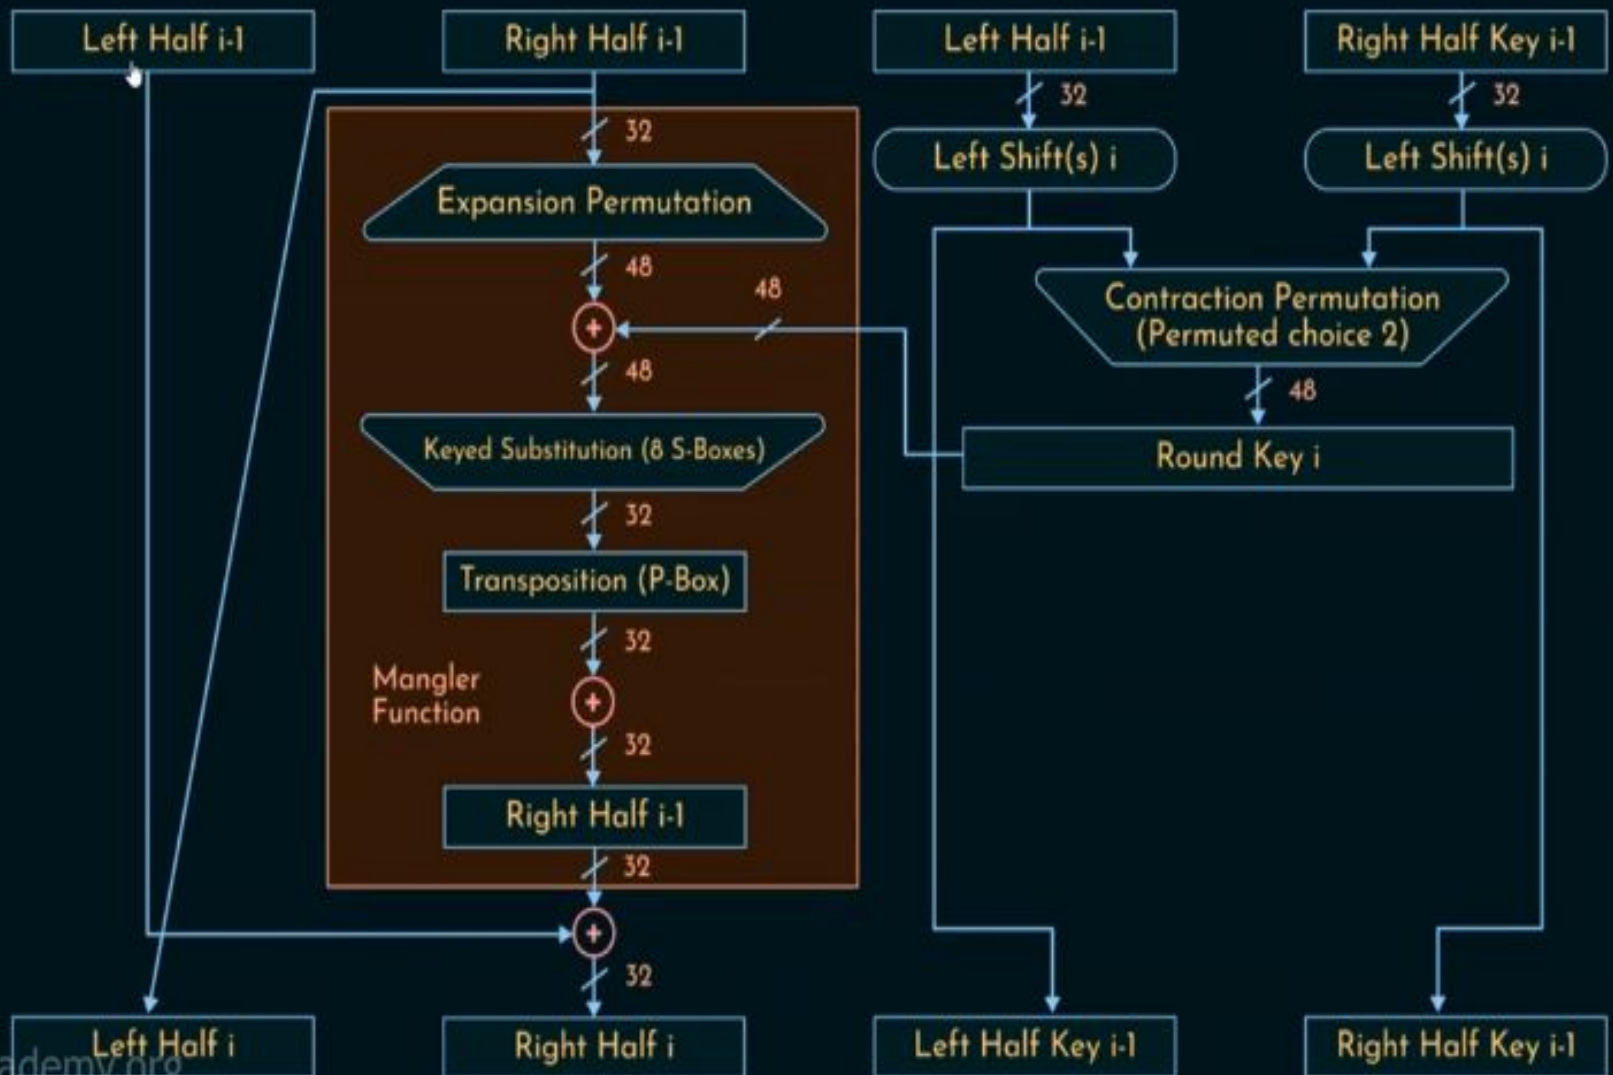 Left Half i-1
Right Half i-1
Left Half i-1
Right Half Key i-1
32
32
32
Left Shift(s) i
Left Shift(s) i
Expansion Permutation
48
48
Contraction Permutation
(Permuted choice 2)
+
48
48
Keyed Substitution (8 S-Boxes)
Round Key i
32
Transposition (P-Box)
32
Mangler
Function
+
32
Right Half i-1
32
+
32
Left Half i
Right Half i
Left Half Key i-1
Right Half Key i-1
ademy.org